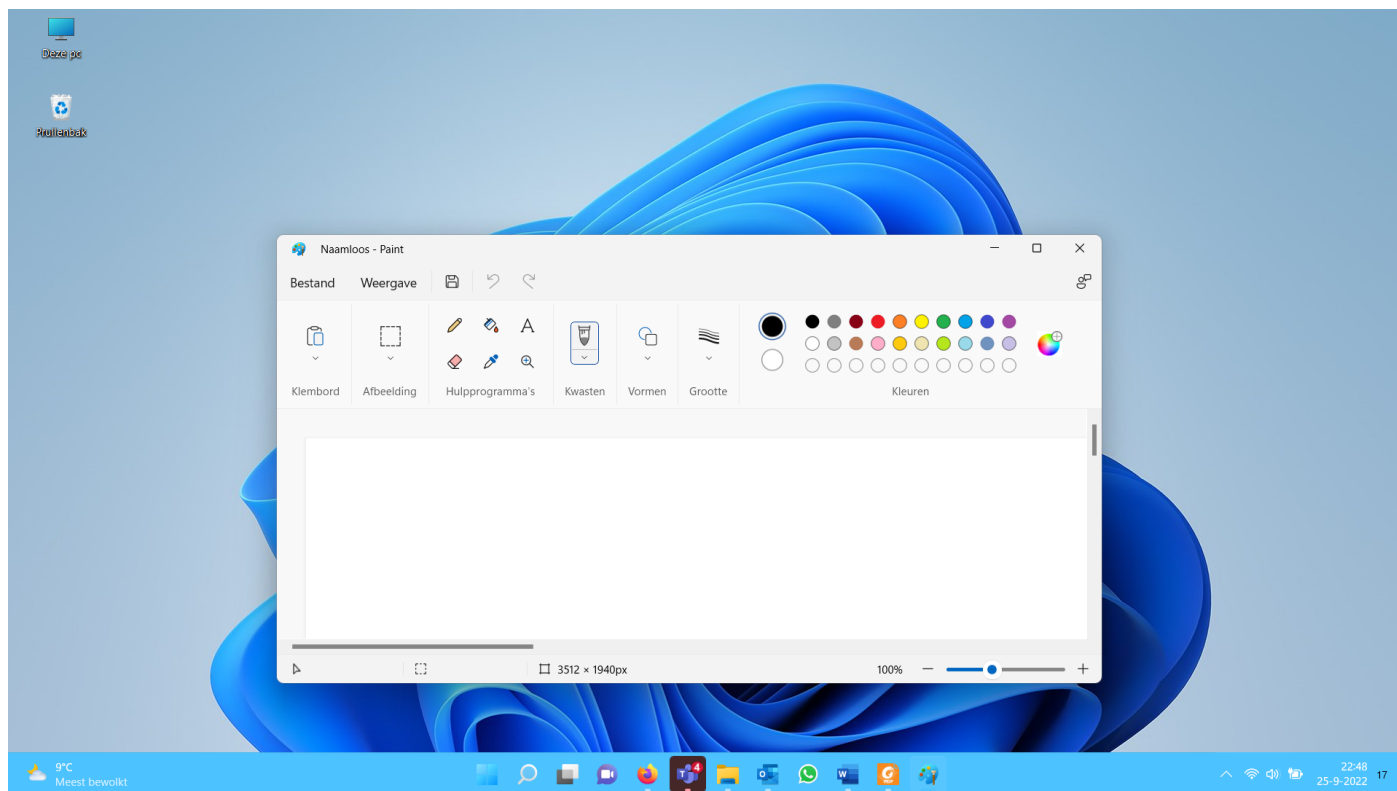 Deze pc
Prullenbak
Naamloos - Paint
Bestand Weergave
Klembord Afbeelding Hulpprogramma's Kwasten Vormen Grootte Kleuren
3512 × 1940px 100%
9°C
Meest bewolkt
4
22:48
25-9-2022 17